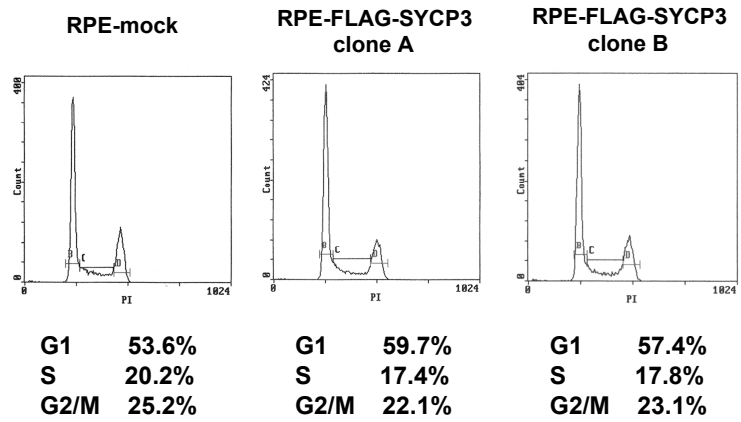 RPE-mock
RPE-FLAG-SYCP3
clone A
RPE-FLAG-SYCP3
clone B
400
Count
0
B
C
D
0
PI
1024
424
Count
0
B
C
D
0
PI
1024
404
Count
0
B
C
D
0
PI
1024
G1 53.6%
S 20.2%
G2/M 25.2%
G1 59.7%
S 17.4%
G2/M 22.1%
G1 57.4%
S 17.8%
G2/M 23.1%